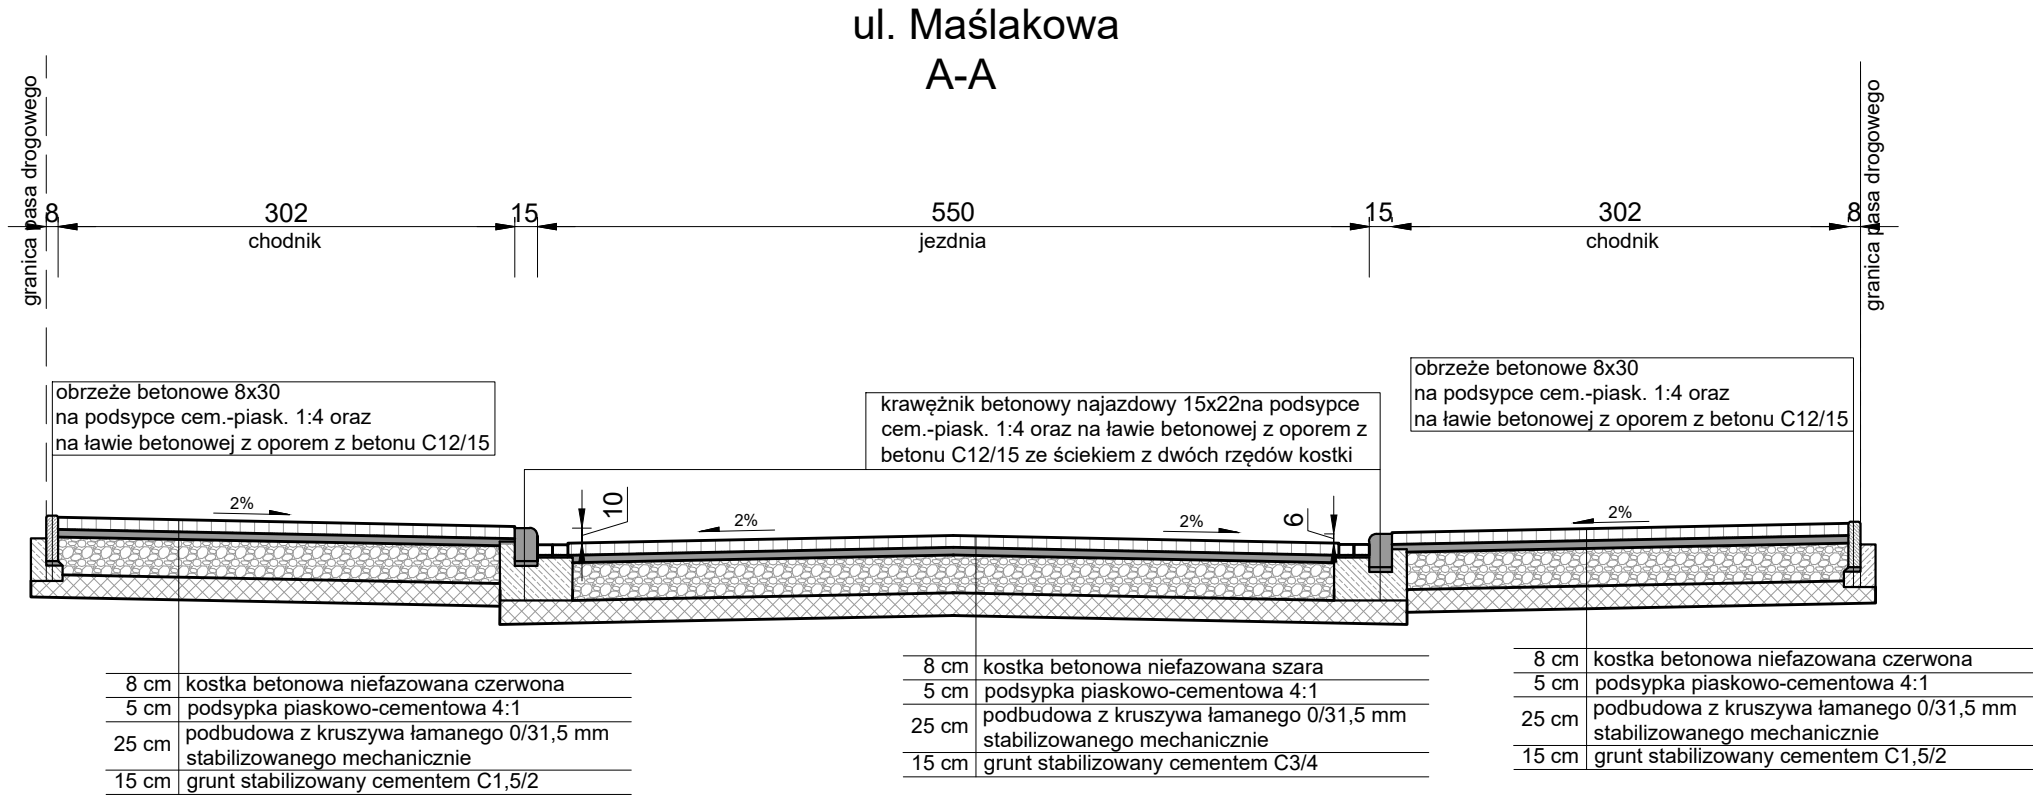 ul. Maślakowa
A-A
granica pasa drogowego
granica pasa drogowego
8
302
15
550
15
302
8
chodnik
jezdnia
chodnik
obrzeże betonowe 8x30
na podsypce cem.-piask. 1:4 oraz
na ławie betonowej z oporem z betonu C12/15
krawężnik betonowy najazdowy 15x22na podsypce
cem.-piask. 1:4 oraz na ławie betonowej z oporem z
betonu C12/15 ze ściekiem z dwóch rzędów kostki
obrzeże betonowe 8x30
na podsypce cem.-piask. 1:4 oraz
na ławie betonowej z oporem z betonu C12/15
2%
10
2%
2%
6
2%
8 cm kostka betonowa niefazowana czerwona
5 cm podsypka piaskowo-cementowa 4:1
25 cm podbudowa z kruszywa łamanego 0/31,5 mm
stabilizowanego mechanicznie
15 cm grunt stabilizowany cementem C1,5/2
8 cm kostka betonowa niefazowana szara
5 cm podsypka piaskowo-cementowa 4:1
25 cm podbudowa z kruszywa łamanego 0/31,5 mm
stabilizowanego mechanicznie
15 cm grunt stabilizowany cementem C3/4
8 cm kostka betonowa niefazowana czerwona
5 cm podsypka piaskowo-cementowa 4:1
25 cm podbudowa z kruszywa łamanego 0/31,5 mm
stabilizowanego mechanicznie
15 cm grunt stabilizowany cementem C1,5/2